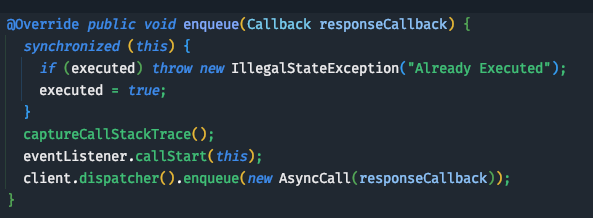 @Override public void enqueue(Callback responseCallback) {
  synchronized (this) {
    if (executed) throw new IllegalStateException("Already Executed");
    executed = true;
  }
  captureCallStackTrace();
  eventListener.callStart(this);
  client.dispatcher().enqueue(new AsyncCall(responseCallback));
}